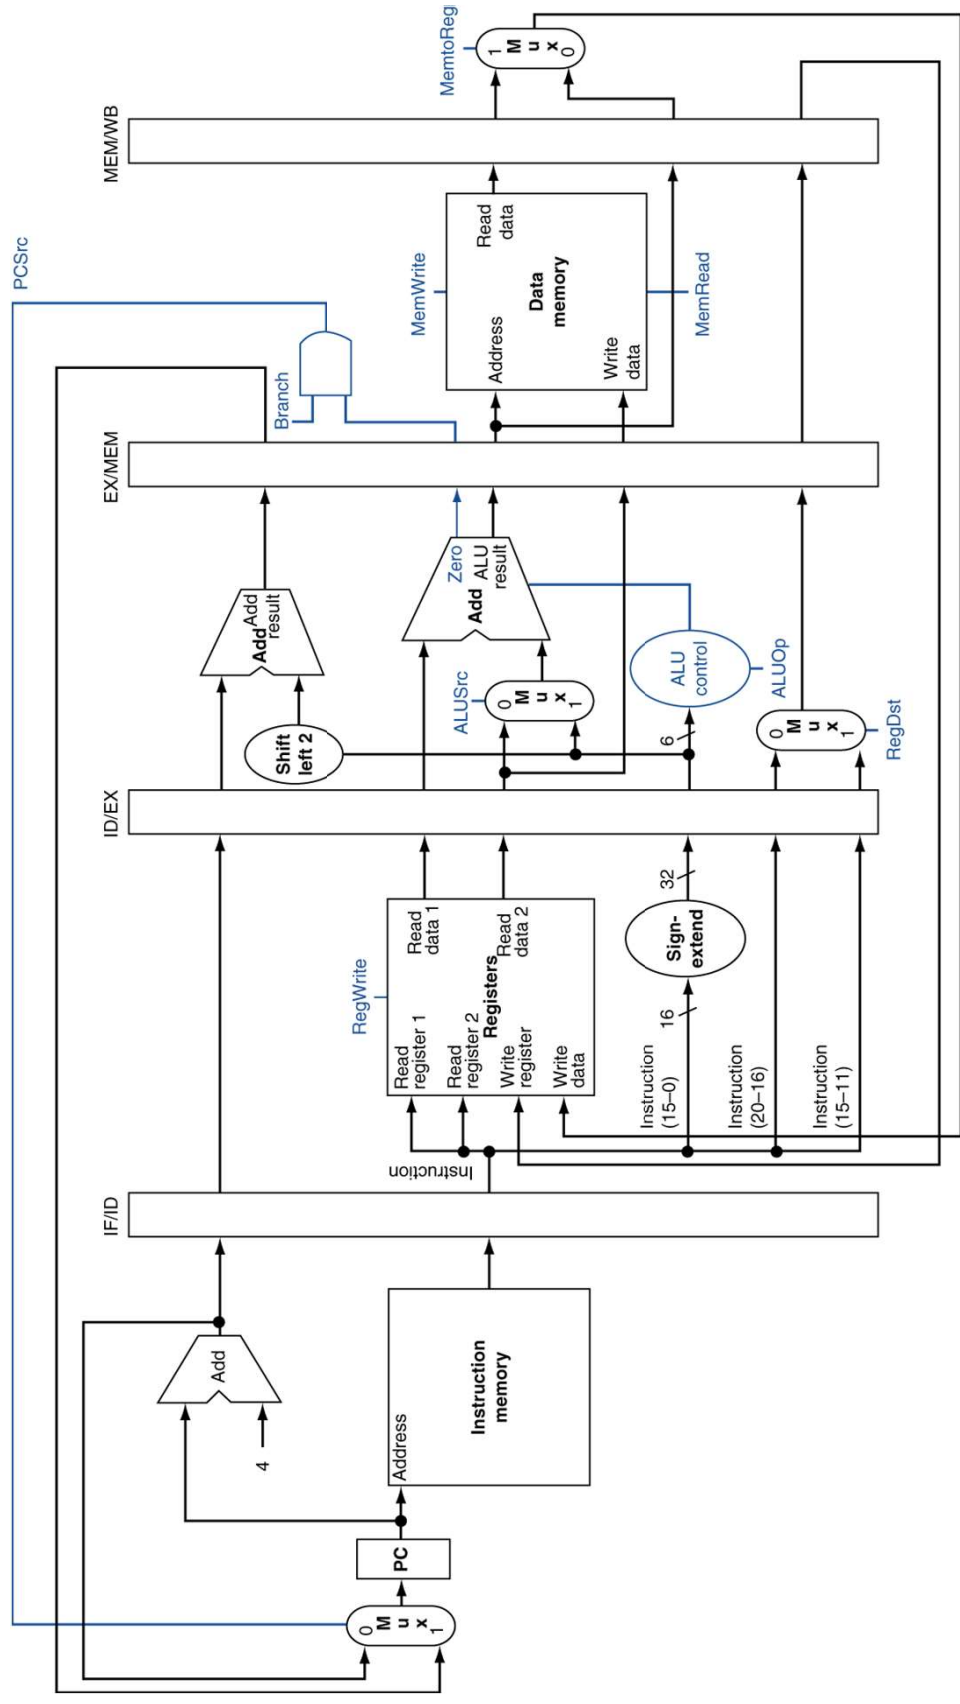 PCSrc
IF/ID
ID/EX
EX/MEM
MEM/WB
Add
4
0
M
u
x
1
PC
Address
Instruction
memory
Instruction
RegWrite
Read
register 1
Read
register 2
Registers
Write
register
Write
data
Read
data 1
Read
data 2
Instruction
(15–0)
16
Sign-
extend
32
Instruction
(20–16)
Instruction
(15–11)
Shift
left 2
Add
Add
result
ALUSrc
0
M
u
x
1
Add
Zero
ALU
result
6
ALU
control
ALUOp
0
M
u
x
1
RegDst
Branch
MemWrite
Address
Data
memory
Read
data
Write
data
MemRead
MemtoReg
1
M
u
x
0